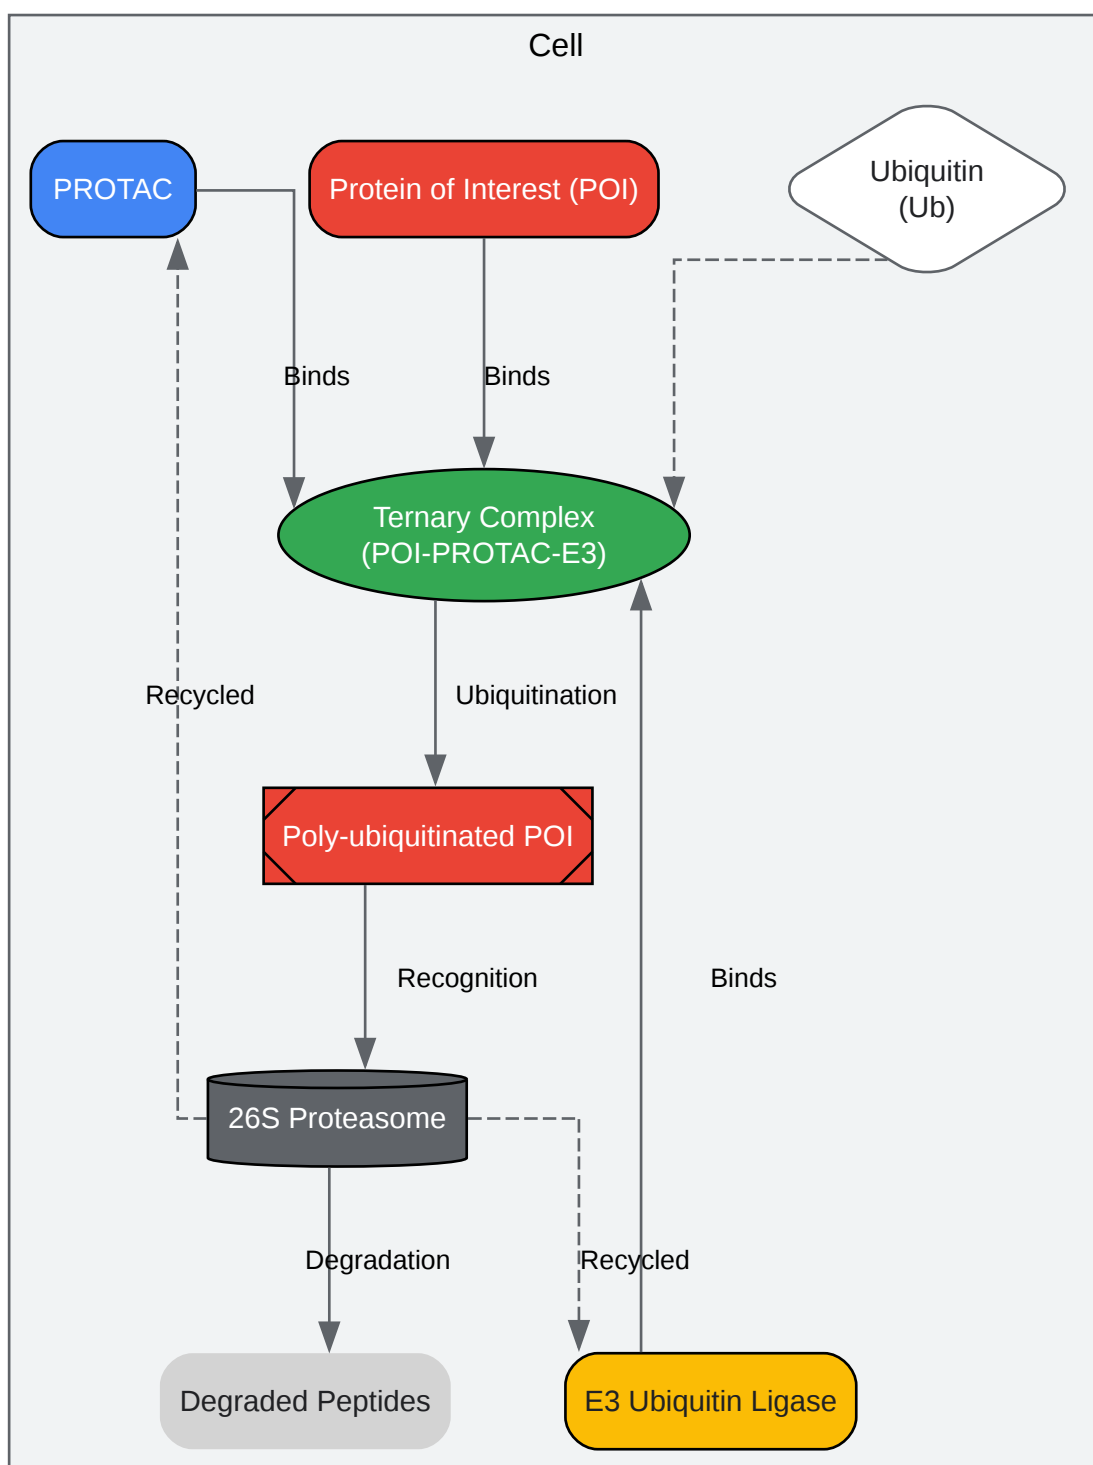 Cell
PROTAC
Protein of Interest (POI)
Ubiquitin
(Ub)
Binds
Binds
Ternary Complex
(POI-PROTAC-E3)
Recycled
Ubiquitination
Poly-ubiquitinated POI
Recognition
Binds
26S Proteasome
Degradation
Recycled
Degraded Peptides
E3 Ubiquitin Ligase